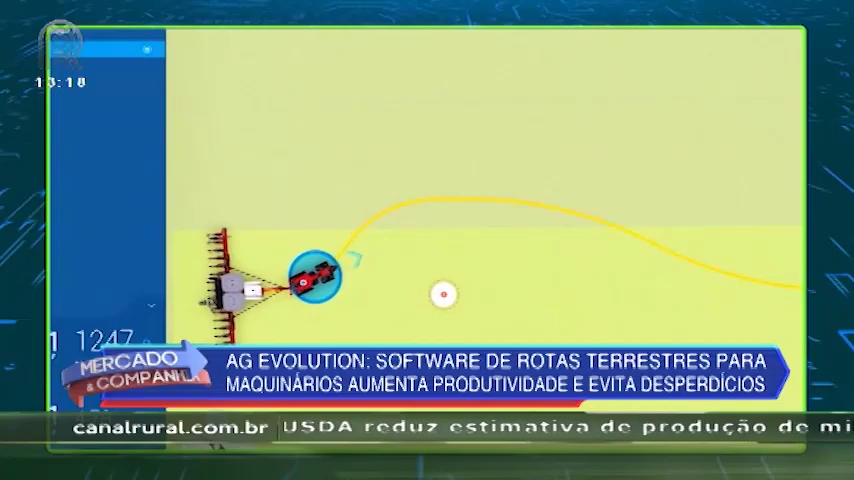 13:18
1247
MERCADO
& COMPANHIA
AG EVOLUTION: SOFTWARE DE ROTAS TERRESTRES PARA
MAQUINÁRIOS AUMENTA PRODUTIVIDADE E EVITA DESPERDÍCIOS
canalrural.com.br
USDA reduz estimativa de produção de mi